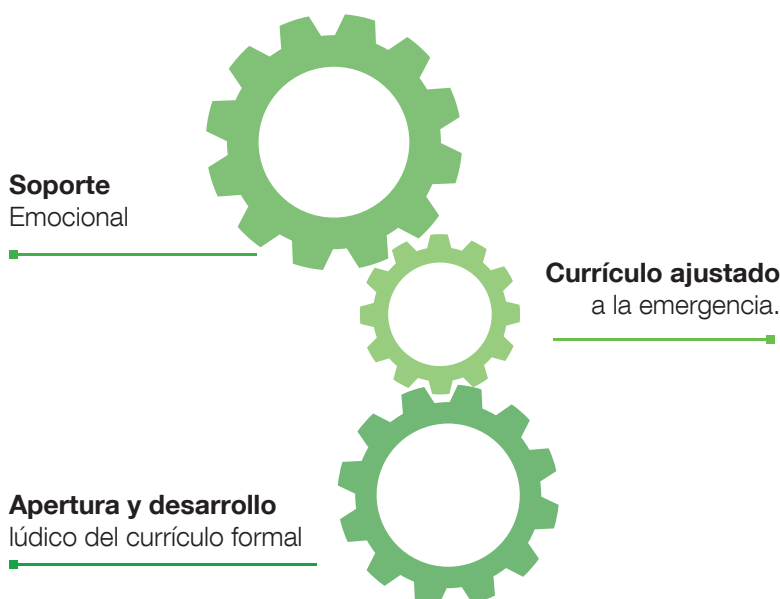 Soporte
Emocional
Currículo ajustado
a la emergencia.
Apertura y desarrollo
lúdico del currículo formal